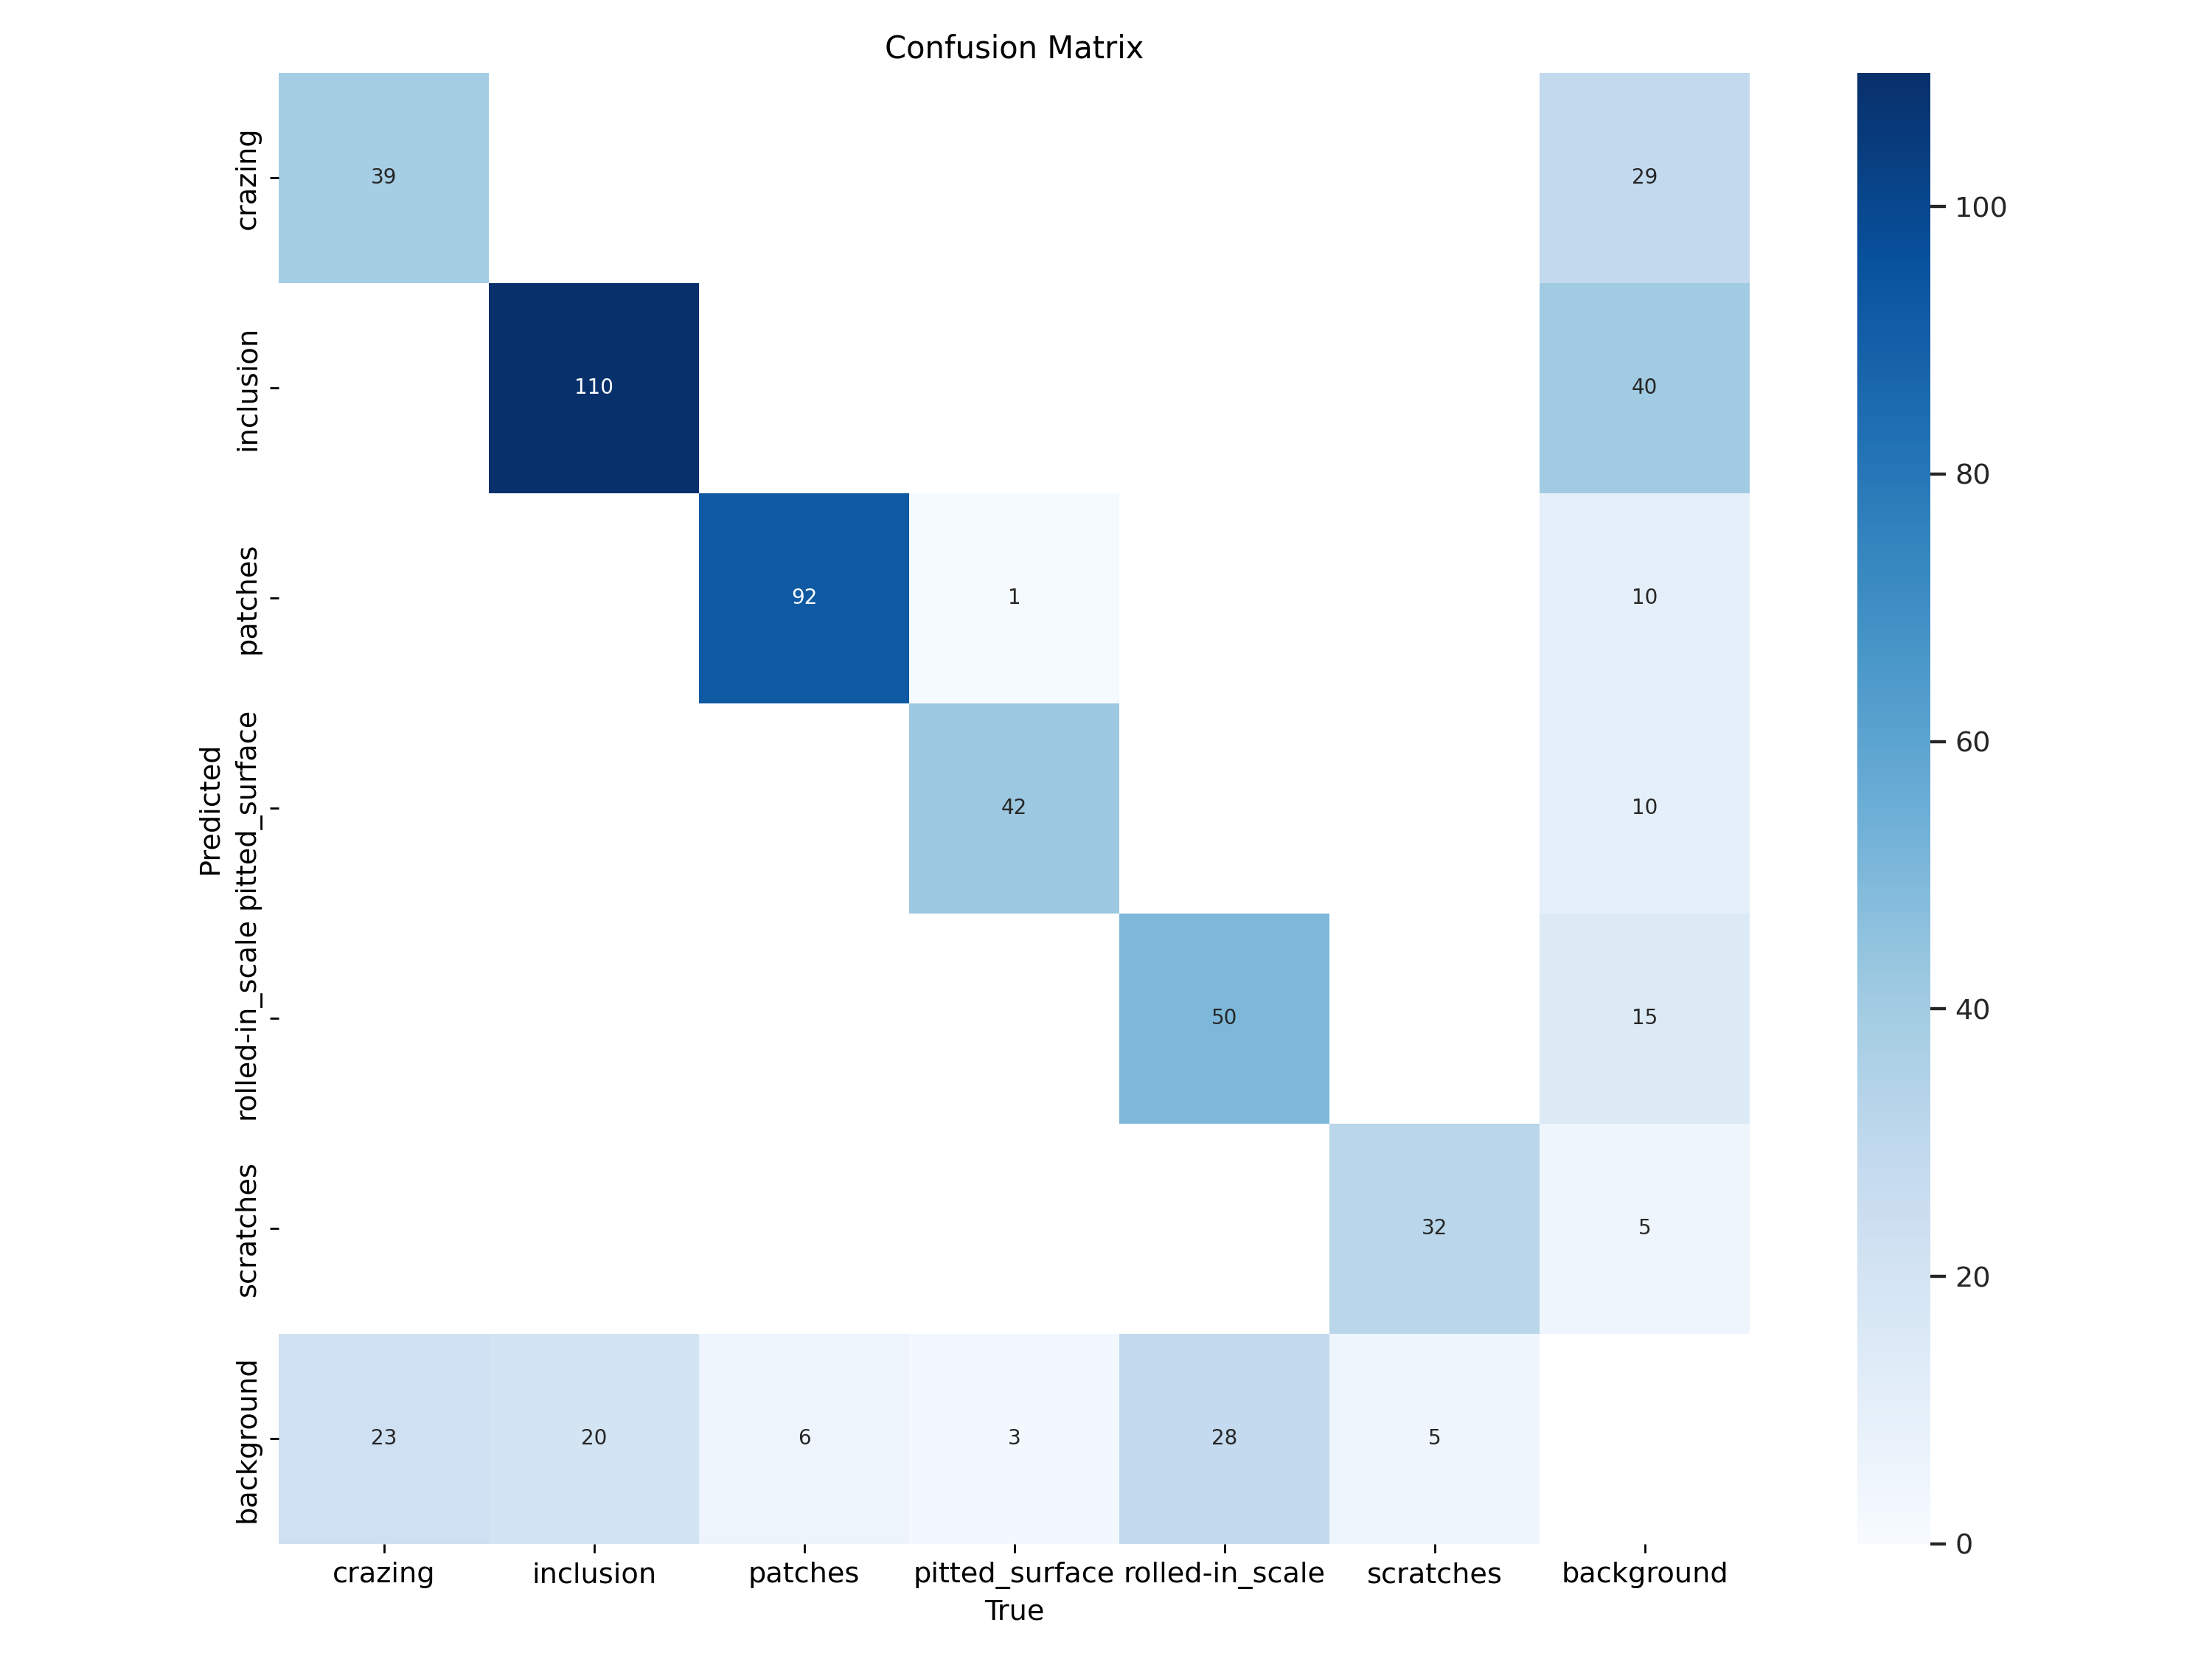 Confusion Matrix
crazing
39
29
100
inclusion
110
40
80
patches
92
1
10
60
Predicted
pitted_surface
42
10
40
rolled-in_scale
50
15
scratches
32
5
20
background
23
20
6
3
28
5
0
crazing inclusion patches pitted_surface rolled-in_scale scratches background
True